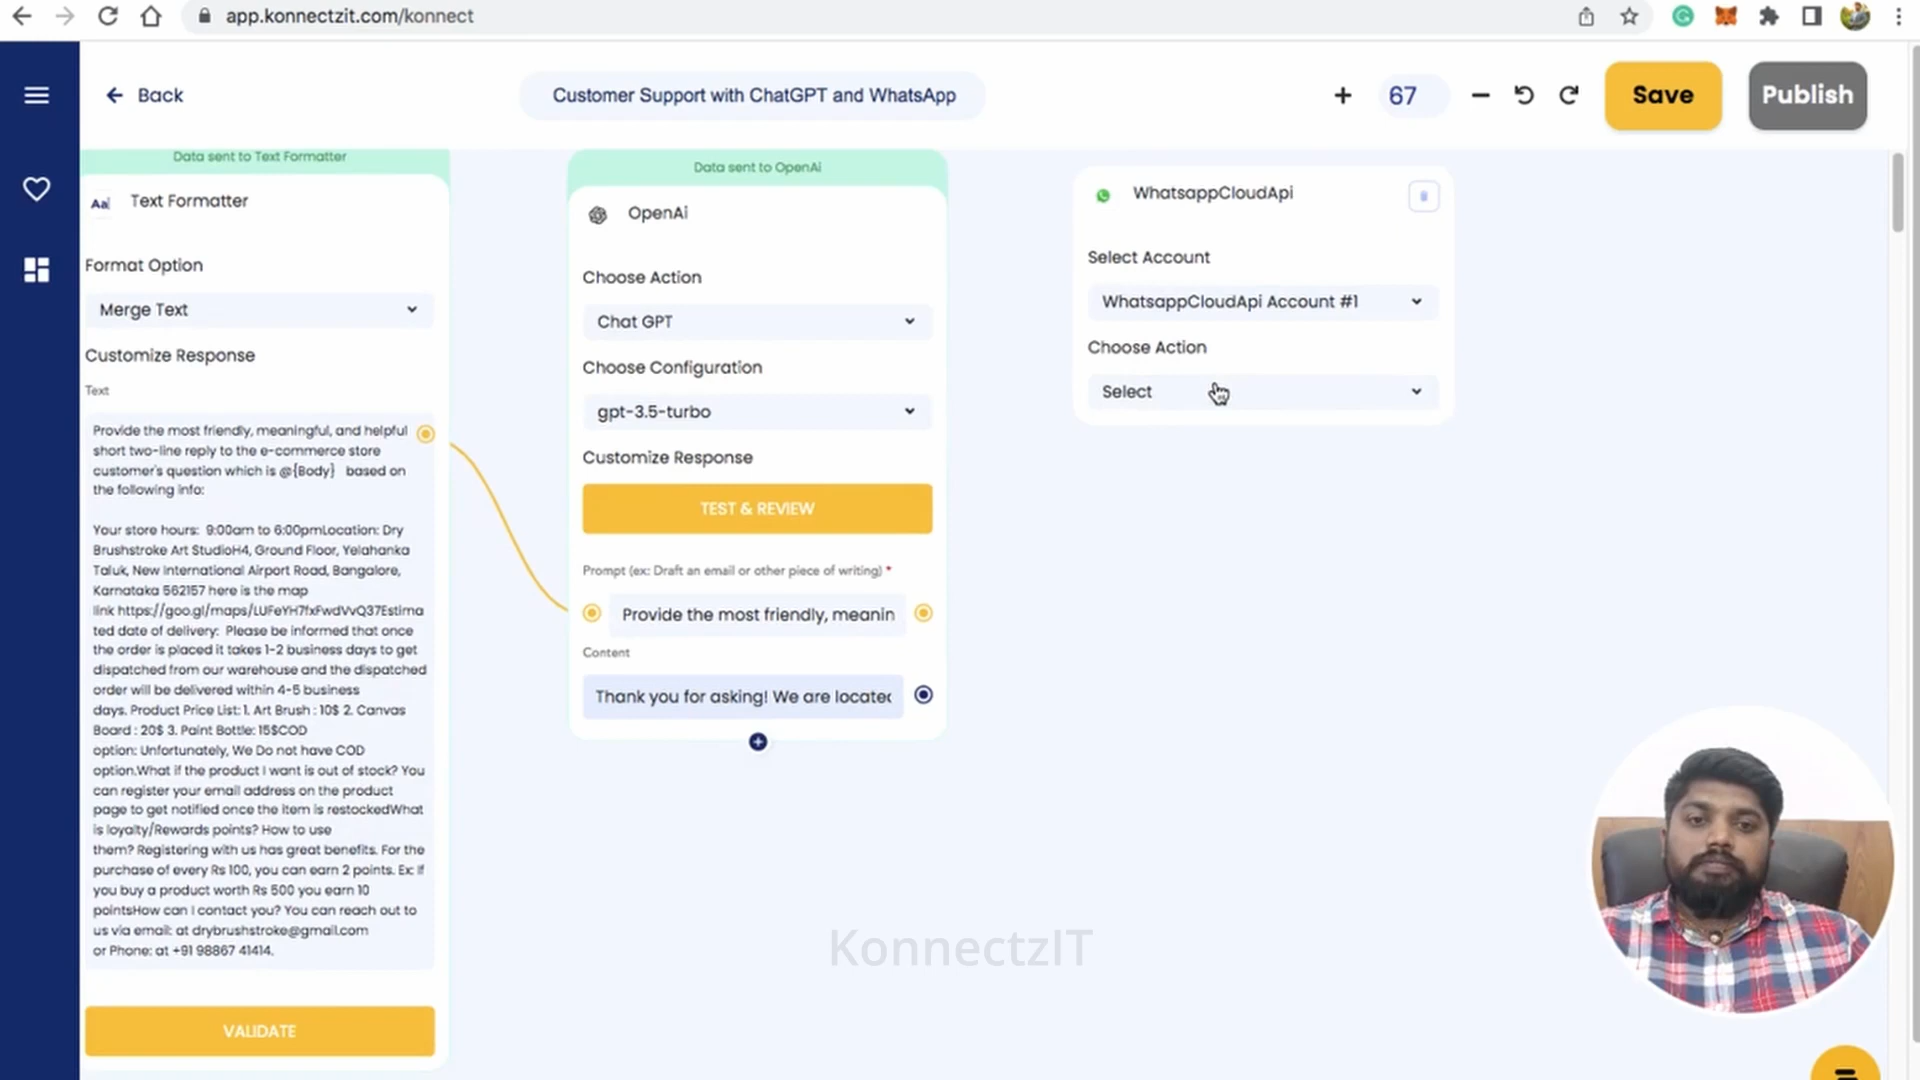 app.konnectzit.com/konnect
Back
Customer Support with ChatGPT and WhatsApp
67
Save
Publish
Data sent to Text Formatter
Aa
Text Formatter
Format Option
Merge Text
Customize Response
Text
Provide the most friendly, meaningful, and helpful
short two-line reply to the e-commerce store
customer's question which is @{Body} based on
the following info:
Your store hours: 9:00am to 6:00pmLocation: Dry
Brushstroke Art StudioH4, Ground Floor, Yelahanka
Taluk, New International Airport Road, Bangalore,
Karnataka 562157 here is the map
link https://goo.gl/maps/LUFeYH7fxFwdVvQ37Estima
ted date of delivery: Please be informed that once
the order is placed it takes 1-2 business days to get
dispatched from our warehouse and the dispatched
order will be delivered within 4-5 business
days. Product Price List: 1. Art Brush : 10$ 2. Canvas
Board : 20$ 3. Paint Bottle: 15$COD
option: Unfortunately, We Do not have COD
option.What if the product I want is out of stock? You
can register your email address on the product
page to get notified once the item is restockedWhat
is loyalty/Rewards points? How to use
them? Registering with us has great benefits. For the
purchase of every Rs 100, you can earn 2 points. Ex: If
you buy a product worth Rs 500 you earn 10
pointsHow can I contact you? You can reach out to
us via email: at drybrushstroke@gmail.com
or Phone: at +91 98867 41414.
VALIDATE
Data sent to OpenAi
OpenAi
Choose Action
Chat GPT
Choose Configuration
gpt-3.5-turbo
Customize Response
TEST & REVIEW
Prompt (ex: Draft an email or other piece of writing) *
Provide the most friendly, meanin
Content
Thank you for asking! We are located
WhatsappCloudApi
Select Account
WhatsappCloudApi Account #1
Choose Action
Select
KonnectzIT